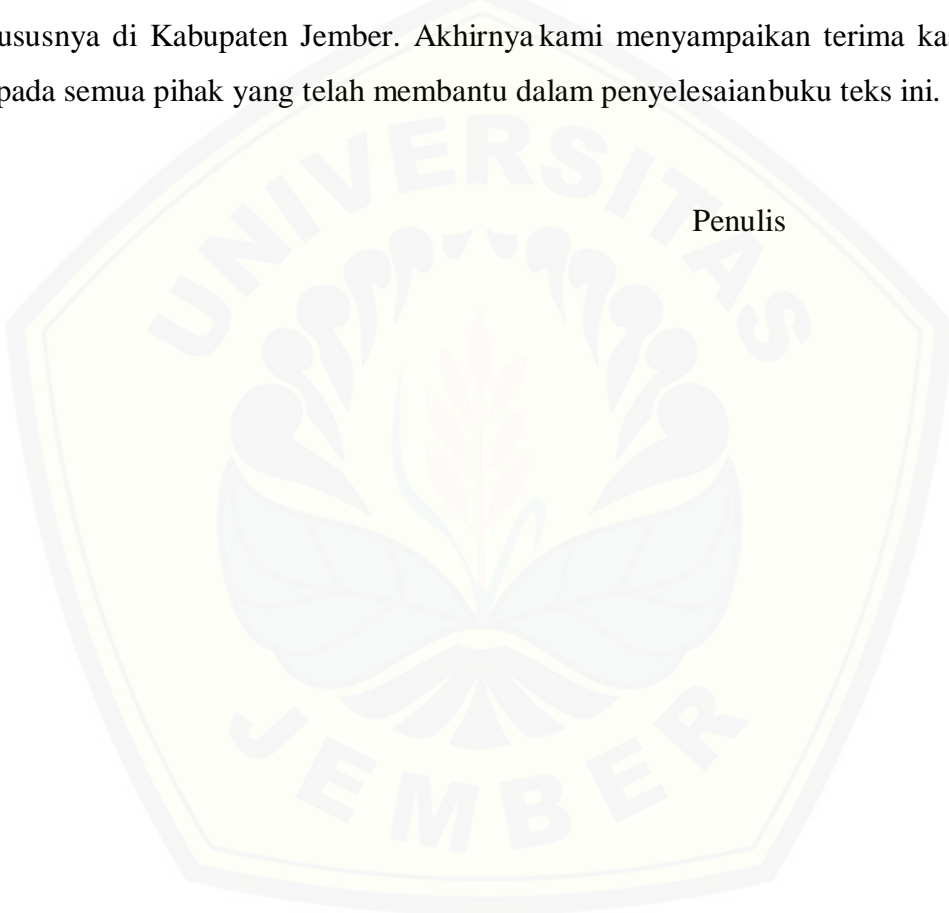 ususnya di Kabupaten Jember. Akhirnya kami menyampaikan terima ka
pada semua pihak yang telah membantu dalam penyelesaianbuku teks ini.
Penulis
UNIVERSITAS
JEMBER